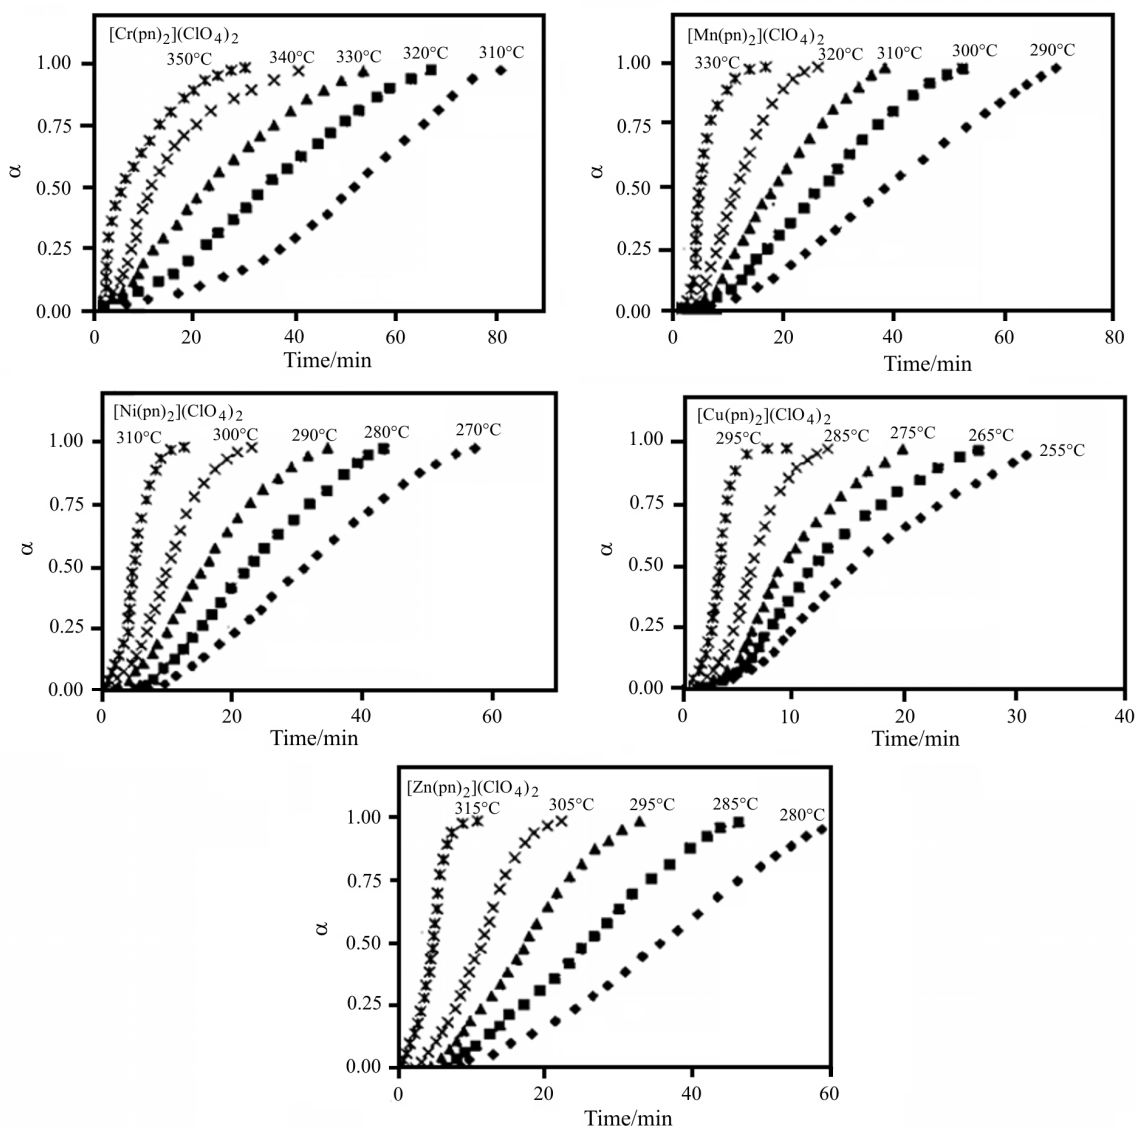 [Cr(pn)2](ClO4)2
350°C 340°C 330°C 320°C 310°C
1.00
0.75
α
0.50
0.25
0.00
0 20 40 60 80
Time/min
[Mn(pn)2](ClO4)2
330°C 320°C 310°C 300°C 290°C
1.00
0.75
α
0.50
0.25
0.00
0 20 40 60 80
Time/min
[Ni(pn)2](ClO4)2
310°C 300°C 290°C 280°C 270°C
1.00
0.75
α
0.50
0.25
0.00
0 20 40 60
Time/min
[Cu(pn)2](ClO4)2
295°C 285°C 275°C 265°C 255°C
1.00
0.75
α
0.50
0.25
0.00
0 10 20 30 40
Time/min
[Zn(pn)2](ClO4)2
315°C 305°C 295°C 285°C 280°C
1.00
0.75
α
0.50
0.25
0.00
0 20 40 60
Time/min